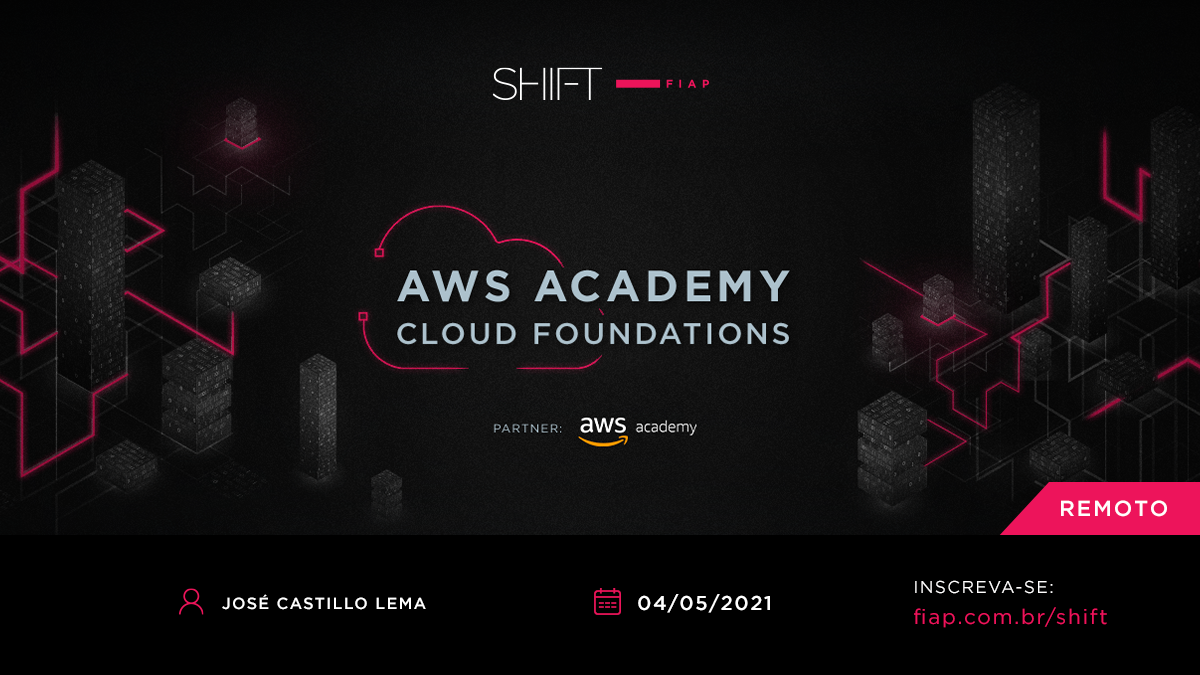 SHIFT FIAP
AWS ACADEMY
CLOUD FOUNDATIONS
PARTNER: aws academy
REMOTO
JOSÉ CASTILLO LEMA
04/05/2021
INSCREVA-SE:
fiap.com.br/shift